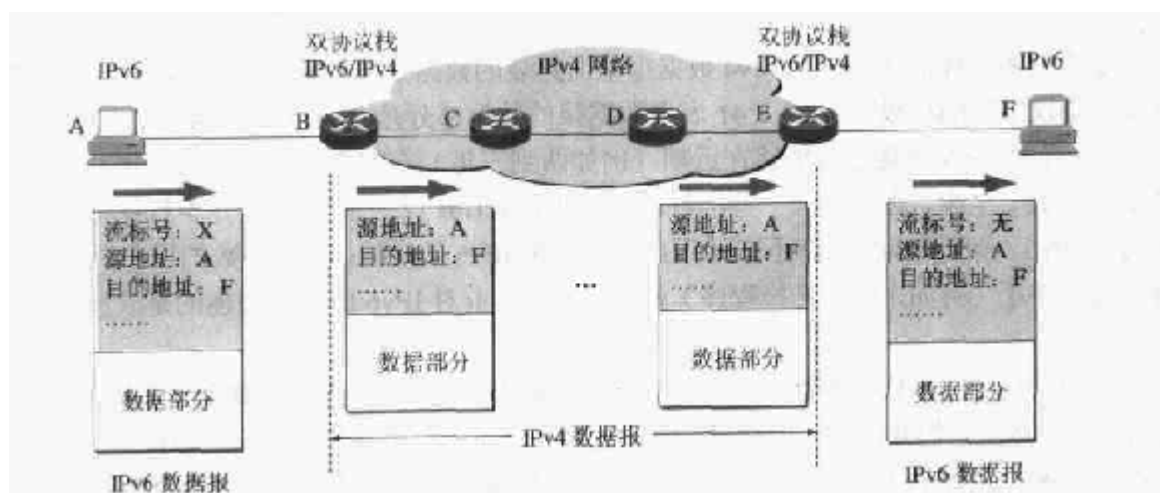 双协议栈
IPv6/IPv4
双协议栈
IPv6/IPv4
IPv6
IPv4 网络
IPv6
A
B
C
D
E
F
流标号：X
源地址：A
目的地址：F
……
数据部分
IPv6 数据报
源地址：A
目的地址：F
……
数据部分
…
源地址：A
目的地址：F
……
数据部分
IPv4 数据报
流标号：无
源地址：A
目的地址：F
……
数据部分
IPv6 数据报